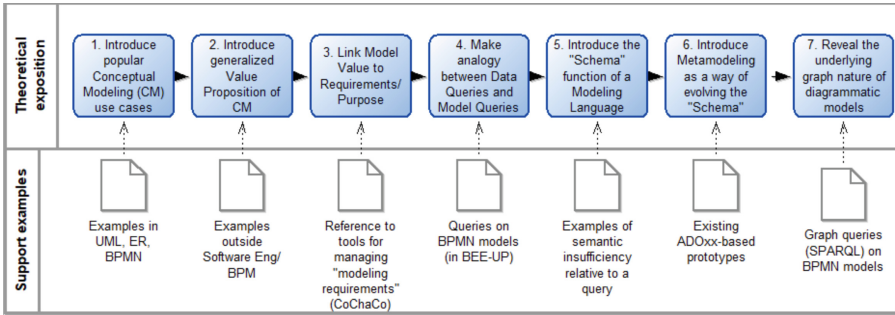 Theoretical
exposition
1. Introduce
popular
Conceptual
Modeling (CM)
use cases
2. Introduce
generalized
Value
Proposition of
CM
3. Link Model
Value to
Requirements/
Purpose
4. Make
analogy
between Data
Queries and
Model Queries
5. Introduce the
"Schema"
function of a
Modeling
Language
6. Introduce
Metamodeling
as a way of
evolving the
"Schema"
7. Reveal the
underlying
graph nature of
diagrammatic
models
Support examples
Examples in
UML, ER,
BPMN
Examples
outside
Software Eng/
BPM
Reference to
tools for
managing
"modeling
requirements"
(CoChaCo)
Queries on
BPMN models
(in BEE-UP)
Examples of
semantic
insufficiency
relative to a
query
Existing
ADOxx-based
prototypes
Graph queries
(SPARQL) on
BPMN models